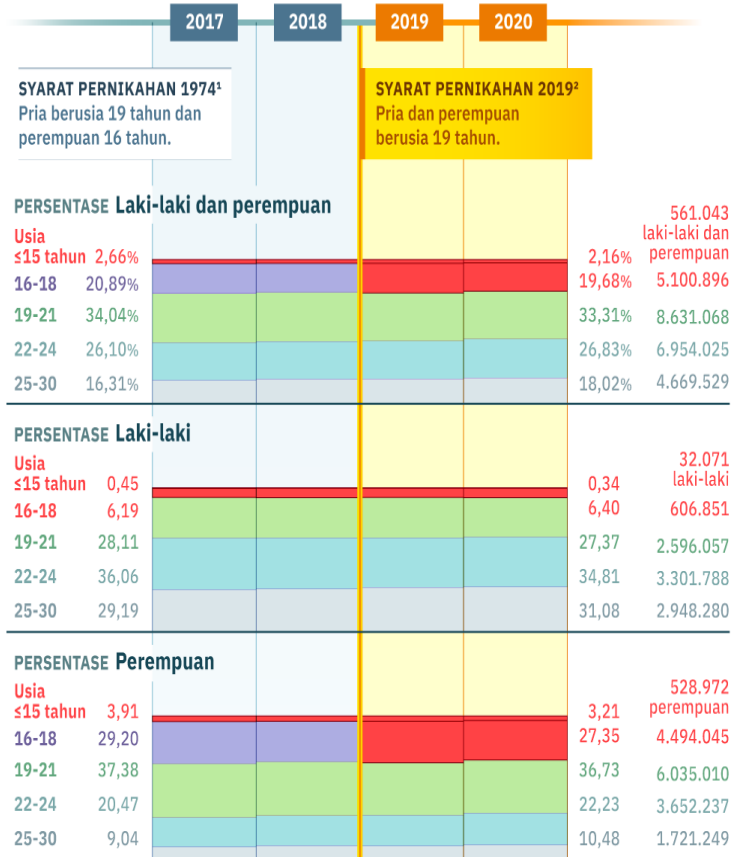 2017 2018 2019 2020
SYARAT PERNIKAHAN 1974¹
Pria berusia 19 tahun dan
perempuan 16 tahun.
SYARAT PERNIKAHAN 2019²
Pria dan perempuan
berusia 19 tahun.
PERSENTASE Laki-laki dan perempuan
561.043
laki-laki dan
perempuan
Usia
≤15 tahun 2,66% 2,16%
16-18 20,89% 19,68% 5.100.896
19-21 34,04% 33,31% 8.631.068
22-24 26,10% 26,83% 6.954.025
25-30 16,31% 18,02% 4.669.529
PERSENTASE Laki-laki
32.071
laki-laki
Usia
≤15 tahun 0,45 0,34
16-18 6,19 6,40 606.851
19-21 28,11 27,37 2.596.057
22-24 36,06 34,81 3.301.788
25-30 29,19 31,08 2.948.280
PERSENTASE Perempuan
528.972
perempuan
Usia
≤15 tahun 3,91 3,21
16-18 29,20 27,35 4.494.045
19-21 37,38 36,73 6.035.010
22-24 20,47 22,23 3.652.237
25-30 9,04 10,48 1.721.249